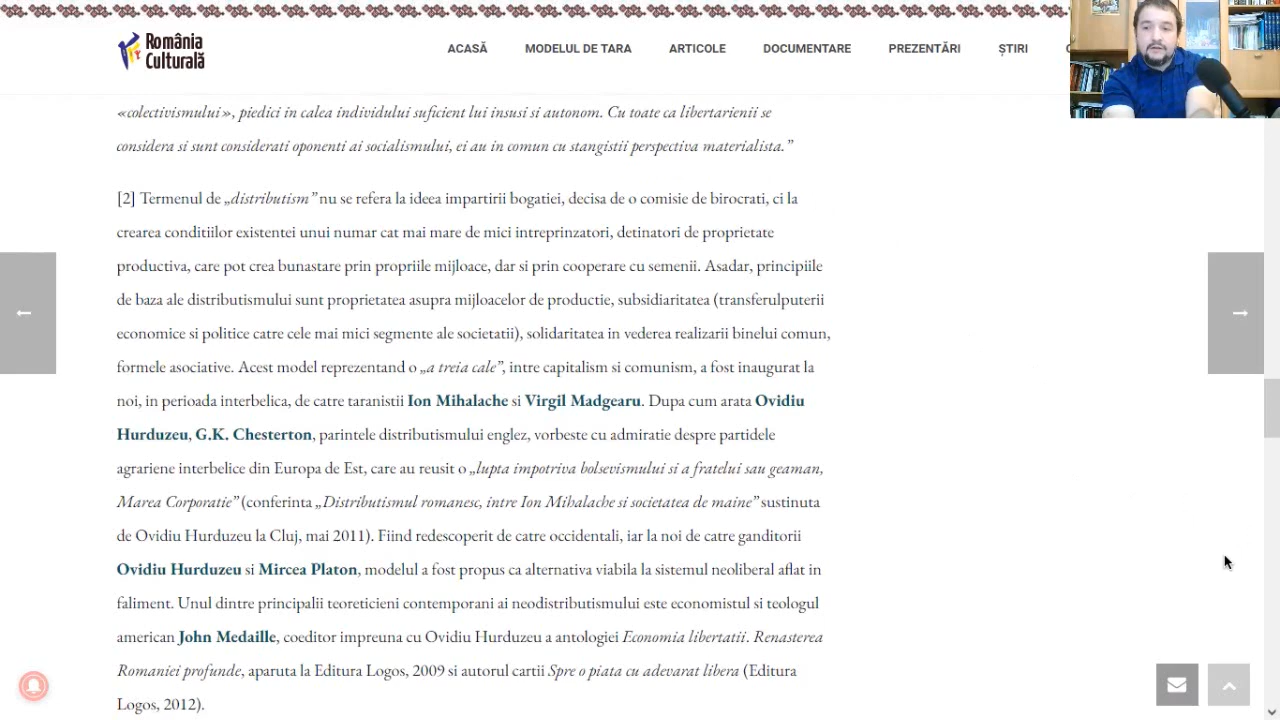 România
Culturală
ACASĂ MODELUL DE TARA ARTICOLE DOCUMENTARE PREZENTĂRI ȘTIRI
«colectivismului», piedici in calea individului suficient lui insusi si autonom. Cu toate ca libertarienii se
considera si sunt considerati oponenti ai socialismului, ei au in comun cu stangistii perspectiva materialista.”
[2] Termenul de „distributism” nu se refera la ideea impartirii bogatiei, decisa de o comisie de birocrati, ci la
crearea conditiilor existentei unui numar cat mai mare de mici intreprinzatori, detinatori de proprietate
productiva, care pot crea bunastare prin propriile mijloace, dar si prin cooperare cu semenii. Asadar, principiile
de baza ale distributismului sunt proprietatea asupra mijloacelor de productie, subsidiaritatea (transferulputerii
economice si politice catre cele mai mici segmente ale societatii), solidaritatea in vederea realizarii binelui comun,
formele asociative. Acest model reprezentand o „a treia cale”, intre capitalism si comunism, a fost inaugurat la
noi, in perioada interbelica, de catre taranistii Ion Mihalache si Virgil Madgearu. Dupa cum arata Ovidiu
Hurduzeu, G.K. Chesterton, parintele distributismului englez, vorbeste cu admiratie despre partidele
agrariene interbelice din Europa de Est, care au reusit o „lupta impotriva bolsevismului si a fratelui sau geaman,
Marea Corporatie” (conferinta „Distributismul romanesc, intre Ion Mihalache si societatea de maine” sustinuta
de Ovidiu Hurduzeu la Cluj, mai 2011). Fiind redescoperit de catre occidentali, iar la noi de catre ganditorii
Ovidiu Hurduzeu si Mircea Platon, modelul a fost propus ca alternativa viabila la sistemul neoliberal aflat in
faliment. Unul dintre principalii teoreticieni contemporani ai neodistributismului este economistul si teologul
american John Medaille, coeditor impreuna cu Ovidiu Hurduzeu a antologiei Economia libertatii. Renasterea
Romaniei profunde, aparuta la Editura Logos, 2009 si autorul cartii Spre o piata cu adevarat libera (Editura
Logos, 2012).